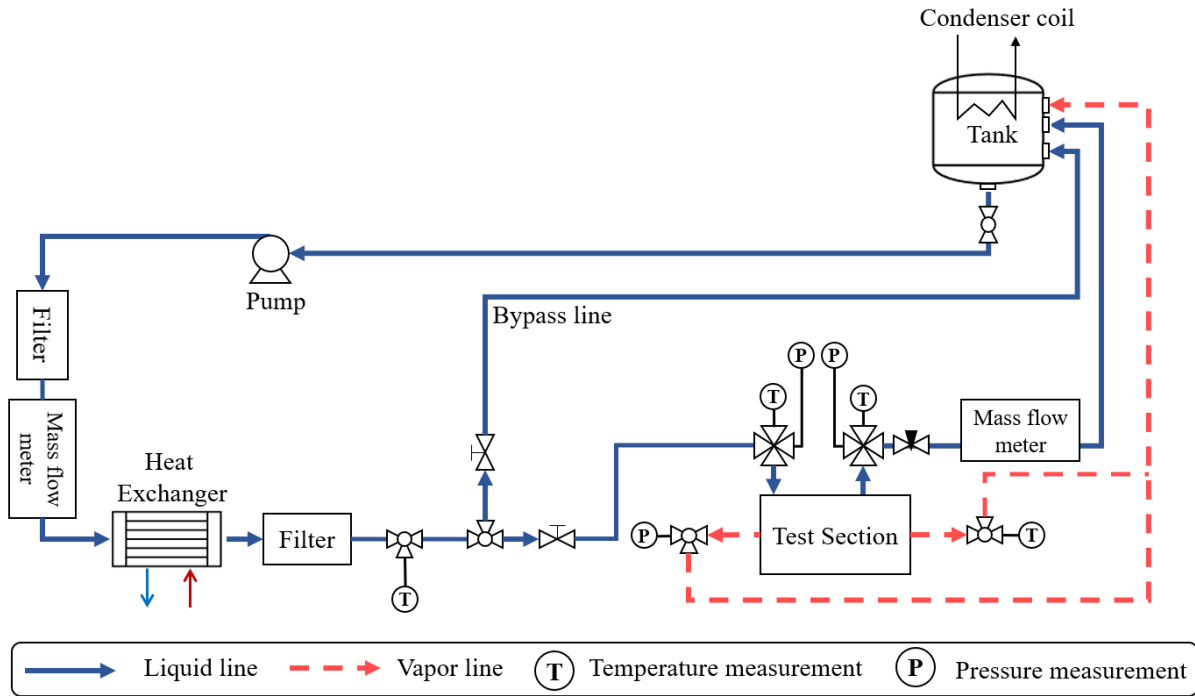 Condenser coil
Tank
Pump
Bypass line
Filter
Mass flow
meter
Heat
Exchanger
Filter
T
T
P
P
T
Mass flow
meter
P
Test Section
T
Liquid line
Vapor line
T Temperature measurement
P Pressure measurement